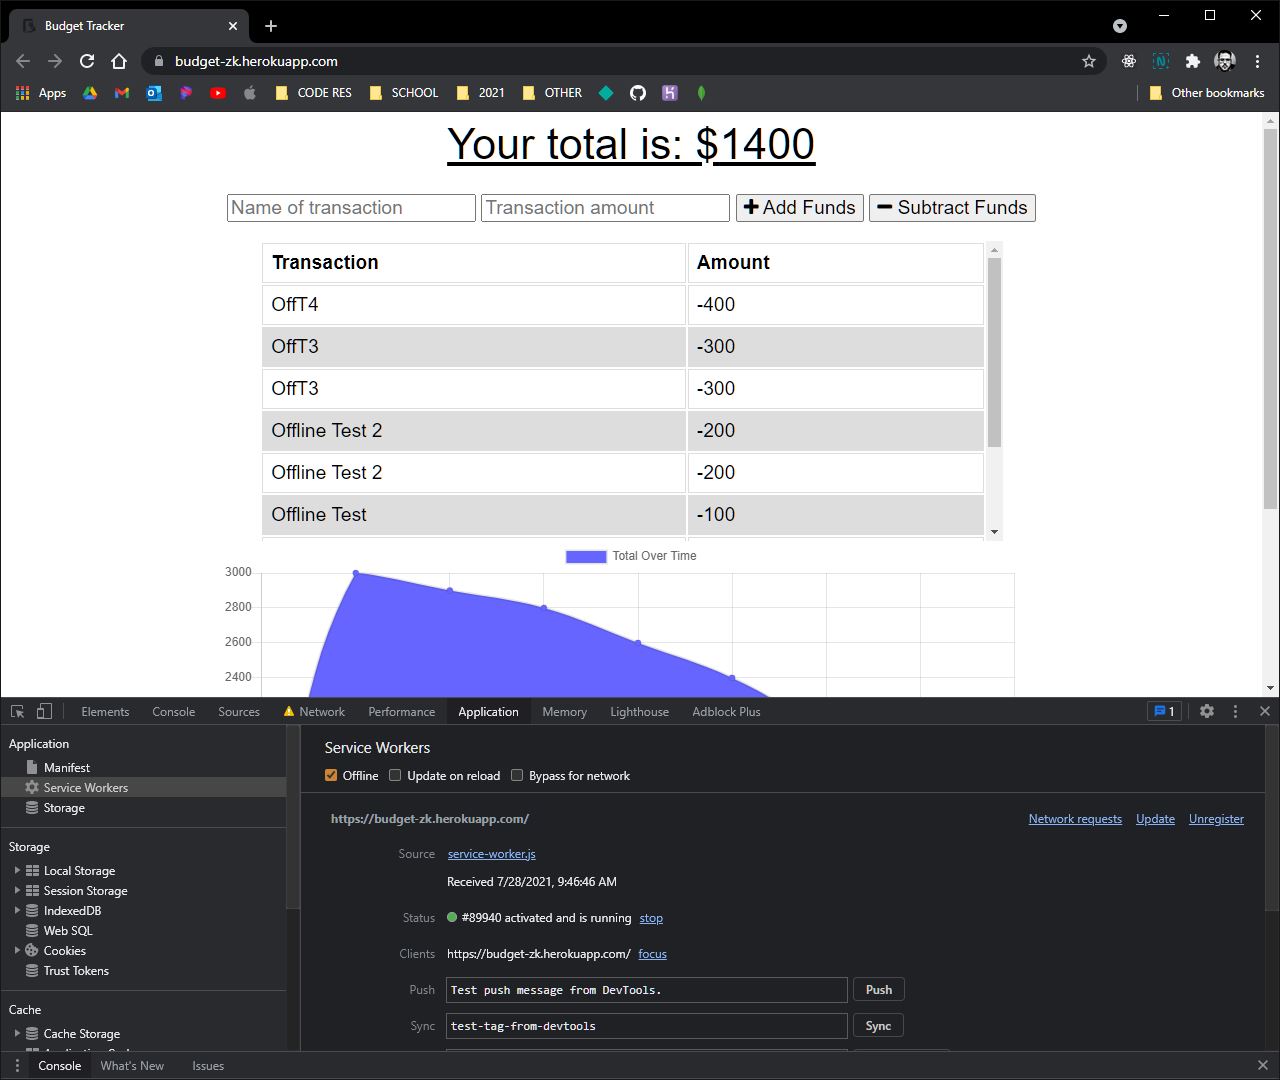 Budget Tracker
budget-zk.herokuapp.com
Apps
CODE RES
SCHOOL
2021
OTHER
Other bookmarks
Your total is: $1400
Name of transaction Transaction amount Add Funds Subtract Funds
Transaction Amount
OffT4 -400
OffT3 -300
OffT3 -300
Offline Test 2 -200
Offline Test 2 -200
Offline Test -100
Total Over Time
3000
2800
2600
2400
Elements Console Sources Network Performance Application Memory Lighthouse Adblock Plus 1
Application
Manifest
Service Workers
Storage
Storage
Local Storage
Session Storage
IndexedDB
Web SQL
Cookies
Trust Tokens
Cache
Cache Storage
Service Workers
Offline Update on reload Bypass for network
https://budget-zk.herokuapp.com/ Network requests Update Unregister
Source service-worker.js
Received 7/28/2021, 9:46:46 AM
Status #89940 activated and is running stop
Clients https://budget-zk.herokuapp.com/ focus
Push Test push message from DevTools. Push
Sync test-tag-from-devtools Sync
Console What's New Issues